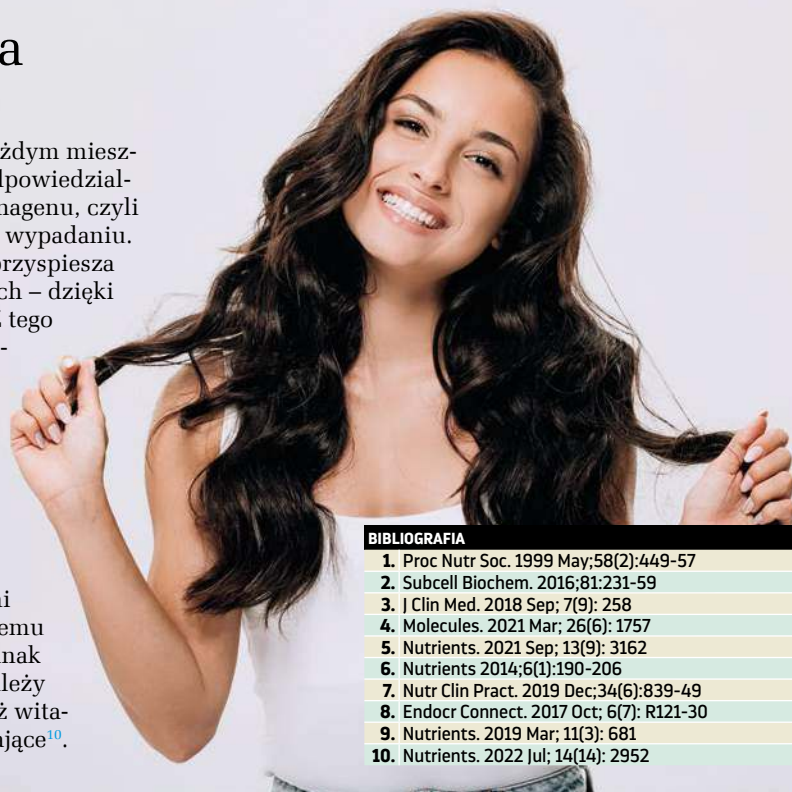 a
żdym miesz-
dpowiedzial-
nagenu, czyli
wypadaniu.
przyspiesza
ch – dzięki
tego
-
ni
emu
nak
leży
ż wita-
jące¹⁰.
BIBLIOGRAFIA
1. Proc Nutr Soc. 1999 May;58(2):449-57
2. Subcell Biochem. 2016;81:231-59
3. J Clin Med. 2018 Sep; 7(9): 258
4. Molecules. 2021 Mar; 26(6): 1757
5. Nutrients. 2021 Sep; 13(9): 3162
6. Nutrients 2014;6(1):190-206
7. Nutr Clin Pract. 2019 Dec;34(6):839-49
8. Endocr Connect. 2017 Oct; 6(7): R121-30
9. Nutrients. 2019 Mar; 11(3): 681
10. Nutrients. 2022 Jul; 14(14): 2952